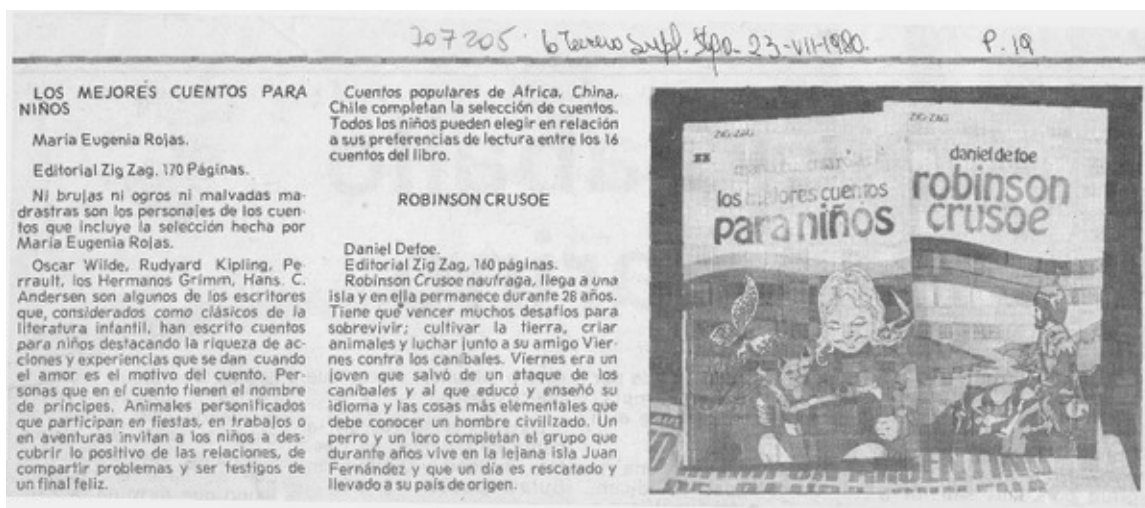 207205
Supl. Stgo. 23-VII-1980.
P. 19
LOS MEJORES CUENTOS PARA
NIÑOS
María Eugenia Rojas.
Editorial Zig Zag, 170 Páginas.
Ni brujas ni ogros ni malvadas ma-
drastras son los personajes de los cuen-
tos que incluye la selección hecha por
María Eugenia Rojas.
Oscar Wilde, Rudyard Kipling, Pe-
rrault, los Hermanos Grimm, Hans. C.
Andersen son algunos de los escritores
que, considerados como clásicos de la
literatura infantil, han escrito cuentos
para niños destacando la riqueza de ac-
ciones y experiencias que se dan cuando
el amor es el motivo del cuento. Per-
sonas que en el cuento tienen el nombre
de príncipes. Animales personificados
que participan en fiestas, en trabajos o
en aventuras invitan a los niños a des-
cubrir lo positivo de las relaciones, de
compartir problemas y ser testigos de
un final feliz.
Cuentos populares de Africa, China,
Chile completan la selección de cuentos.
Todos los niños pueden elegir en relación
a sus preferencias de lectura entre los 16
cuentos del libro.
ROBINSON CRUSOE
Daniel Defoe.
Editorial Zig Zag, 160 páginas.
Robinson Crusoe naufraga, llega a una
isla y en ella permanece durante 28 años.
Tiene que vencer muchos desafíos para
sobrevivir; cultivar la tierra, criar
animales y luchar junto a su amigo Vier-
nes contra los caníbales. Viernes era un
joven que salvó de un ataque de los
caníbales y al que educó y enseñó su
idioma y las cosas más elementales que
debe conocer un hombre civilizado. Un
perro y un loro completan el grupo que
durante años vive en la lejana isla Juan
Fernández y que un día es rescatado y
llevado a su país de origen.
ZIG-ZAG
los mejores cuentos
para niños
ZIG-ZAG
daniel defoe
robinson
crusoe